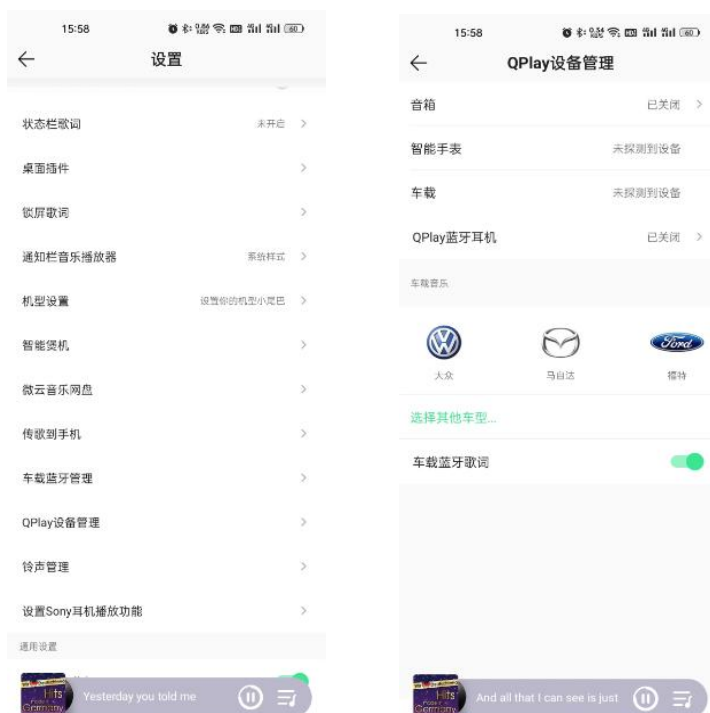 15:58
60
设置
状态栏歌词
未开启
桌面插件
锁屏歌词
通知栏音乐播放器
系统样式
机型设置
设置你的机型小尾巴
智能煲机
微云音乐网盘
传歌到手机
车载蓝牙管理
QPlay设备管理
铃声管理
设置Sony耳机播放功能
通用设置
Hits
Germany
Yesterday you told me
15:58
60
QPlay设备管理
音箱
已关闭
智能手表
未探测到设备
车载
未探测到设备
QPlay蓝牙耳机
已关闭
车载音乐
Ford
大众
马自达
福特
选择其他车型...
车载蓝牙歌词
Hits
Germany
And all that I can see is just